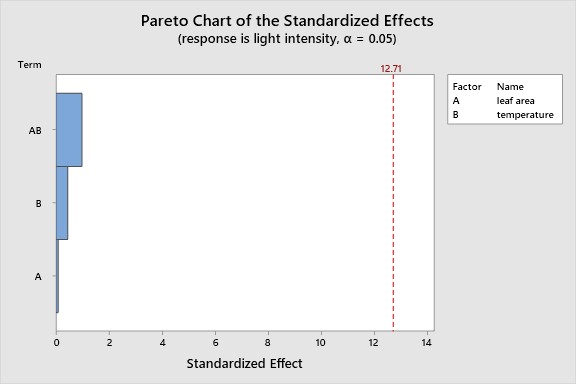 Pareto Chart of the Standardized Effects
(response is light intensity, α = 0.05)
Term
12.71
Factor Name
A leaf area
B temperature
AB
B
A
0 2 4 6 8 10 12 14
Standardized Effect